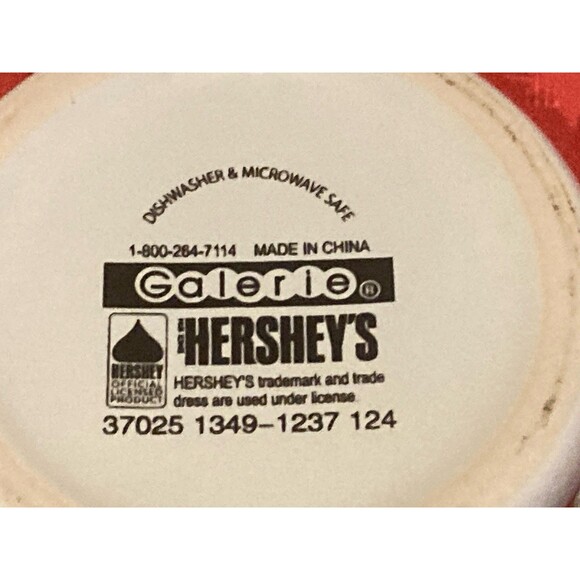 DISHWASHER & MICROWAVE SAFE
1-800-264-7114 MADE IN CHINA
Galerie®
HERSHEY'S
HERSHEY
OFFICIAL
LICENSED
PRODUCT
HERSHEY'S trademark and trade
dress are used under license.
37025 1349-1237 124